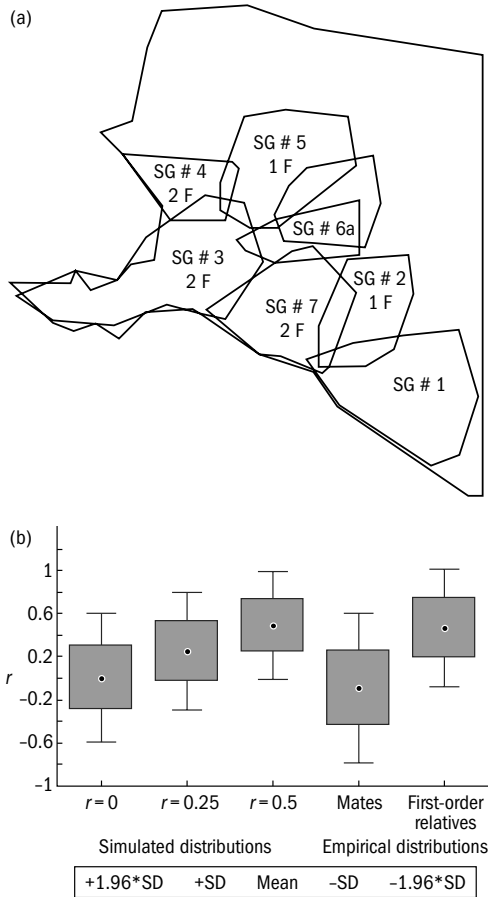 (a)
SG # 5
1 F
SG # 4
2 F
SG # 6a
SG # 3
2 F
SG # 2
1 F
SG # 7
2 F
SG # 1
(b)
1
0.6
0.2
r
–0.2
–0.6
–1
r = 0 r = 0.25 r = 0.5 Mates First-order
relatives
Simulated distributions Empirical distributions
+1.96*SD +SD Mean –SD –1.96*SD